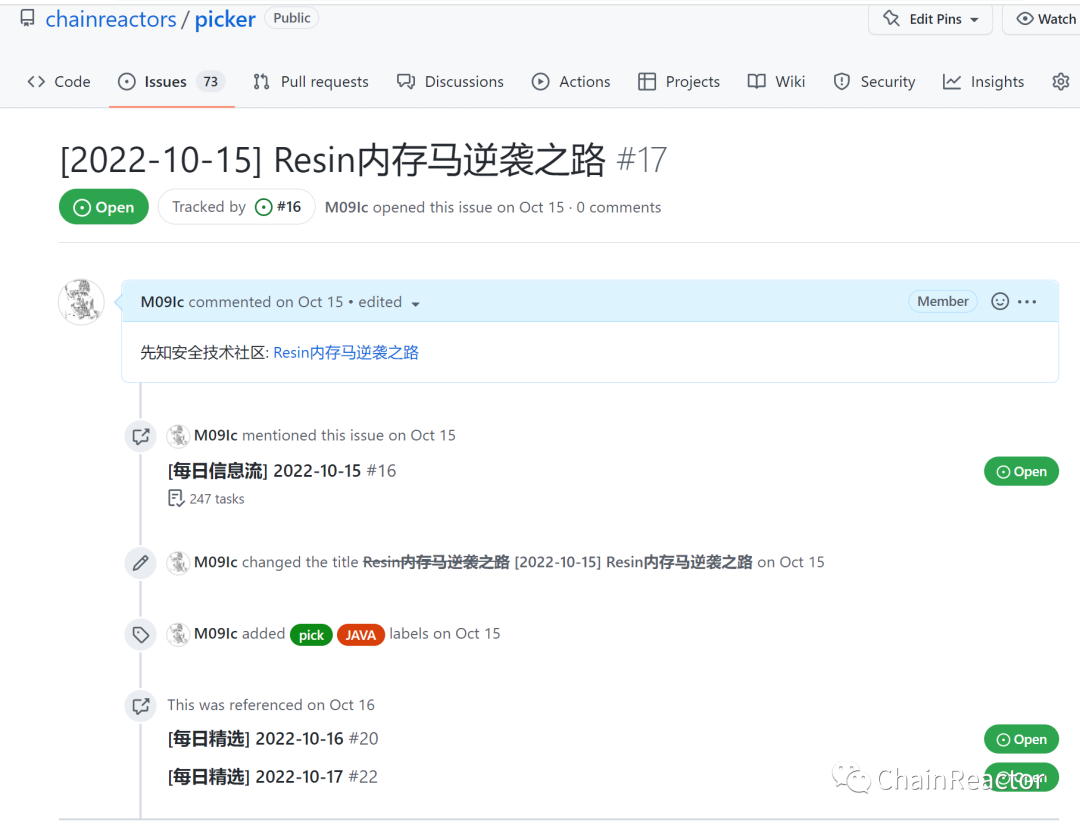 chainreactors / picker Public
Edit Pins Watch
Code Issues 73 Pull requests Discussions Actions Projects Wiki Security Insights
[2022-10-15] Resin内存马逆袭之路 #17
Open Tracked by #16 M09Ic opened this issue on Oct 15 · 0 comments
M09Ic commented on Oct 15 • edited Member
先知安全技术社区: Resin内存马逆袭之路
M09Ic mentioned this issue on Oct 15
[每日信息流] 2022-10-15 #16 Open
247 tasks
M09Ic changed the title Resin内存马逆袭之路 [2022-10-15] Resin内存马逆袭之路 on Oct 15
M09Ic added pick JAVA labels on Oct 15
This was referenced on Oct 16
[每日精选] 2022-10-16 #20 Open
[每日精选] 2022-10-17 #22 Open
ChainReactor